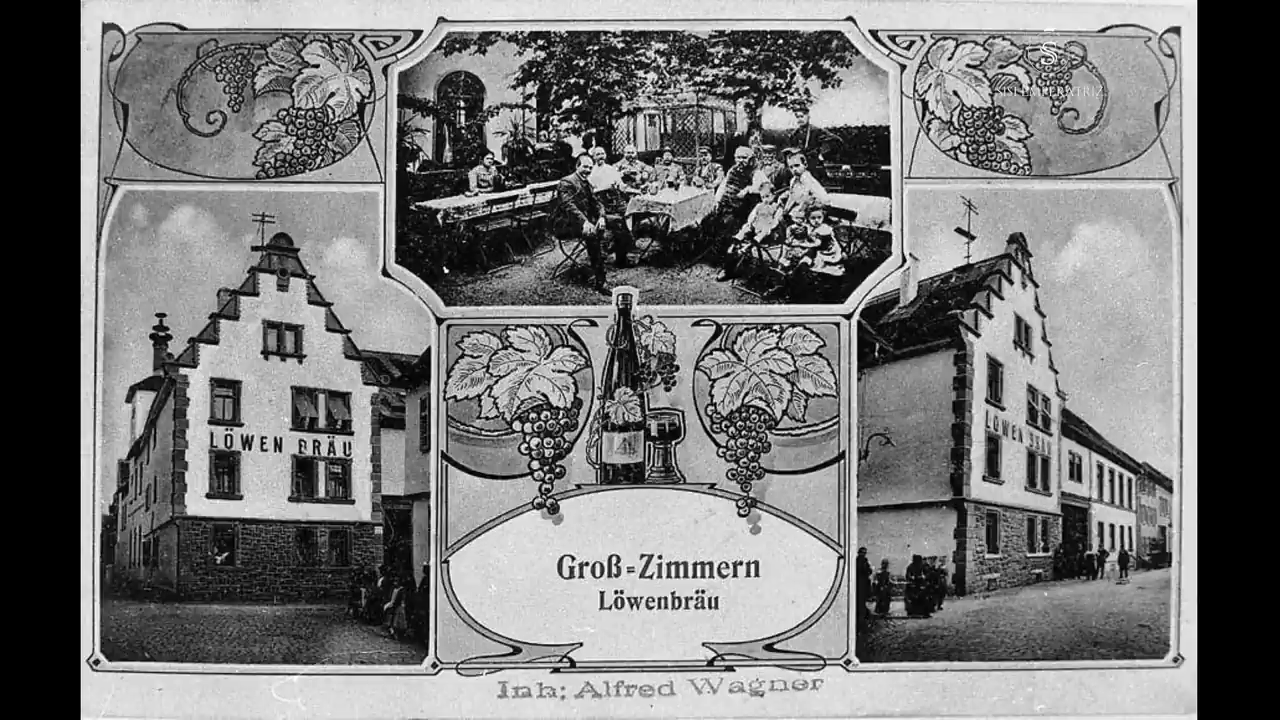 LÖWEN BRÄU
LÖWEN BRÄU
Groß=Zimmern
Löwenbräu
Inh: Alfred Wagner